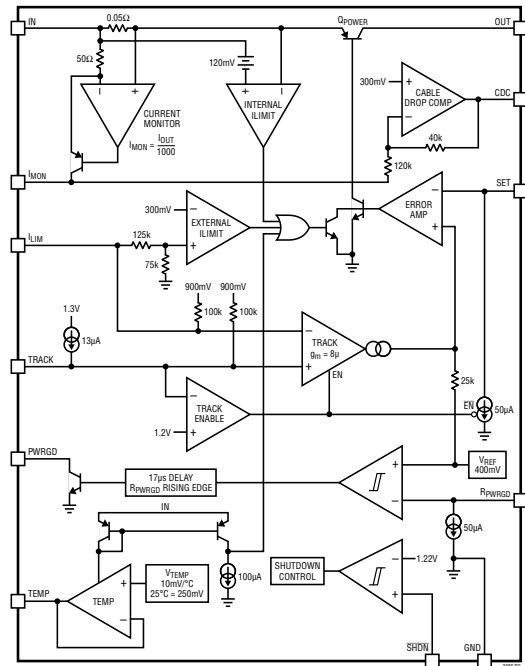 IN
0.05Ω
QPOWER
OUT
50Ω
120mV
300mV
CABLE
DROP COMP
CDC
CURRENT
MONITOR
IMON = IOUT
1000
INTERNAL
ILIMIT
40k
120k
IMON
SET
300mV
EXTERNAL
ILIMIT
ERROR
AMP
ILIM
125k
75k
900mV 900mV
100k 100k
1.3V
13µA
TRACK
gm = 8µ
TRACK
EN
25k
TRACK
ENABLE
1.2V
EN
50µA
PWRGD
17µs DELAY
RPWRGD RISING EDGE
VREF
400mV
RPWRGD
IN
50µA
VTEMP
10mV/°C
25°C = 250mV
100µA
SHUTDOWN
CONTROL
1.22V
TEMP
TEMP
SHDN
GND